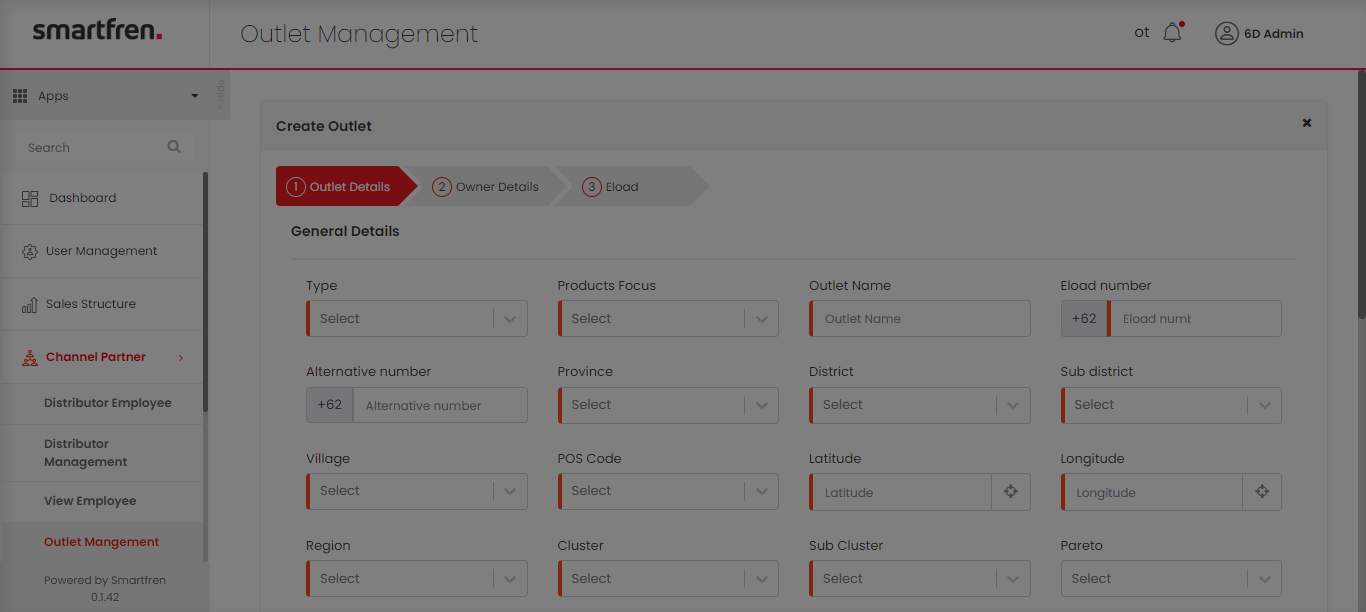 smartfren.
Outlet Management
ot
6D Admin
Apps
< Hide
Search
Dashboard
User Management
Sales Structure
Channel Partner
Distributor Employee
Distributor
Management
View Employee
Outlet Mangement
Powered by Smartfren
0.1.42
Create Outlet
1 Outlet Details
2 Owner Details
3 Eload
General Details
Type
Products Focus
Outlet Name
Eload number
Select
Select
Outlet Name
+62
Eload numt
Alternative number
Province
District
Sub district
+62
Alternative number
Select
Select
Select
Village
POS Code
Latitude
Longitude
Select
Select
Latitude
Longitude
Region
Cluster
Sub Cluster
Pareto
Select
Select
Select
Select